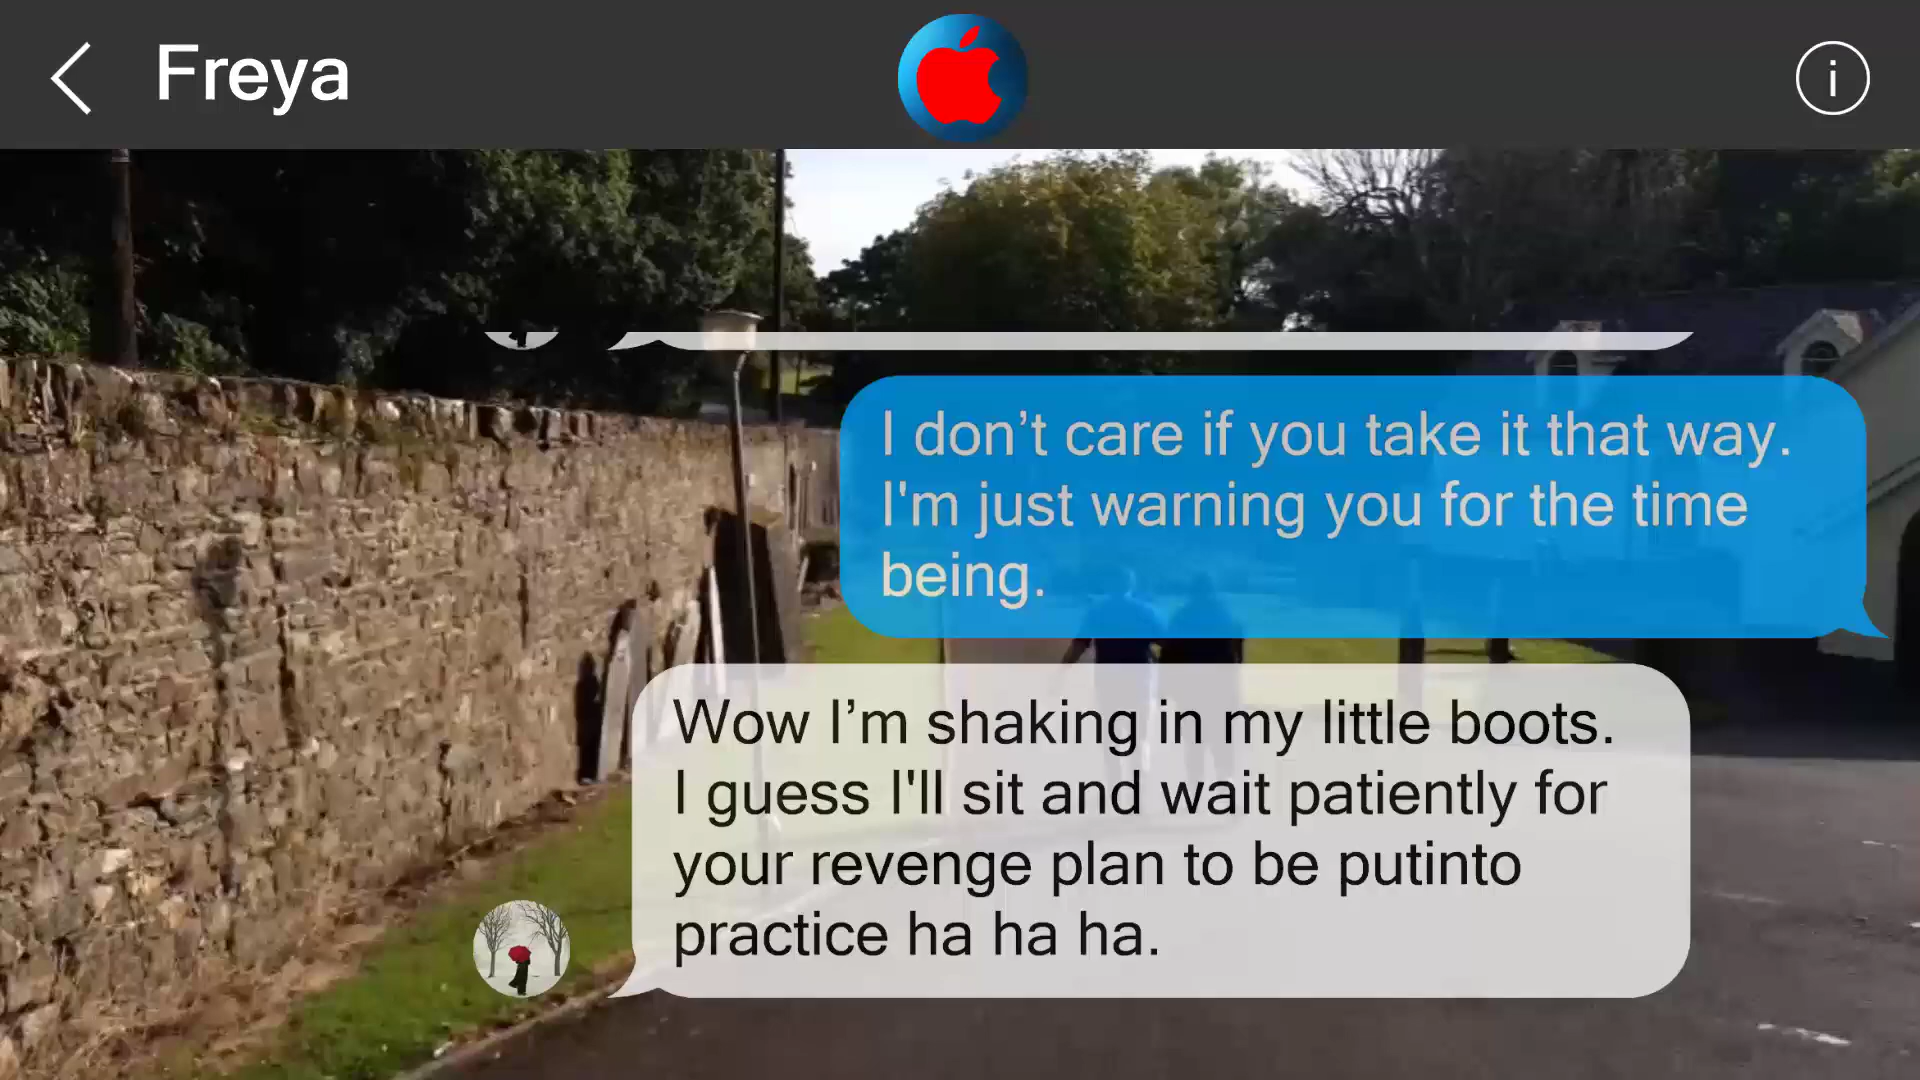 Freya
i
I don’t care if you take it that way.
I'm just warning you for the time
being.
Wow I’m shaking in my little boots.
I guess I'll sit and wait patiently for
your revenge plan to be putinto
practice ha ha ha.